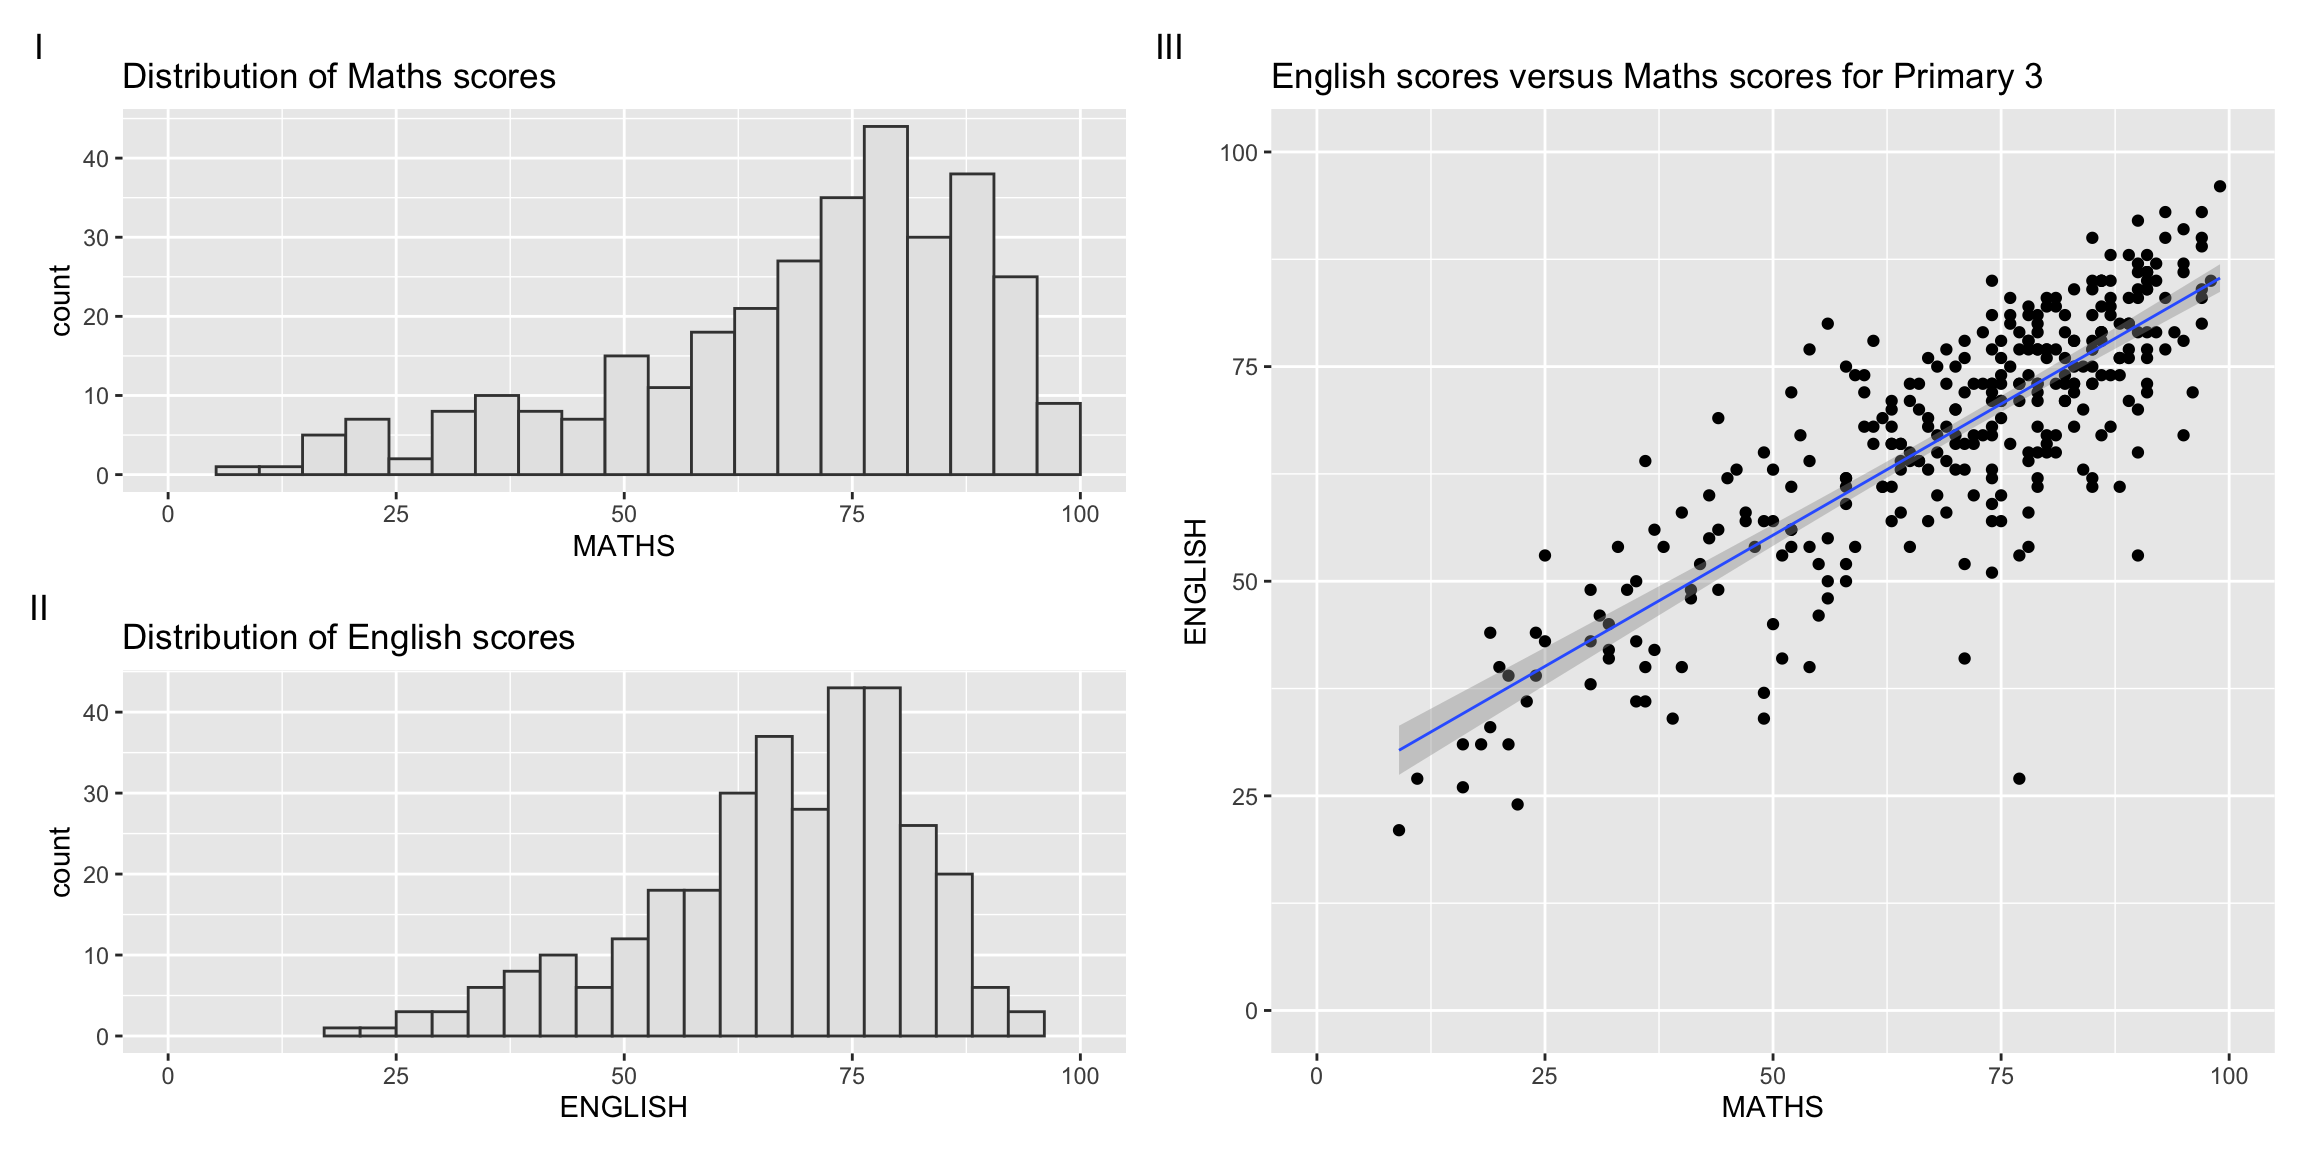 I
Distribution of Maths scores
count
40
30
20
10
0
0 25 50 75 100
MATHS
II
Distribution of English scores
count
40
30
20
10
0
0 25 50 75 100
ENGLISH
III
English scores versus Maths scores for Primary 3
ENGLISH
100
75
50
25
0
0 25 50 75 100
MATHS